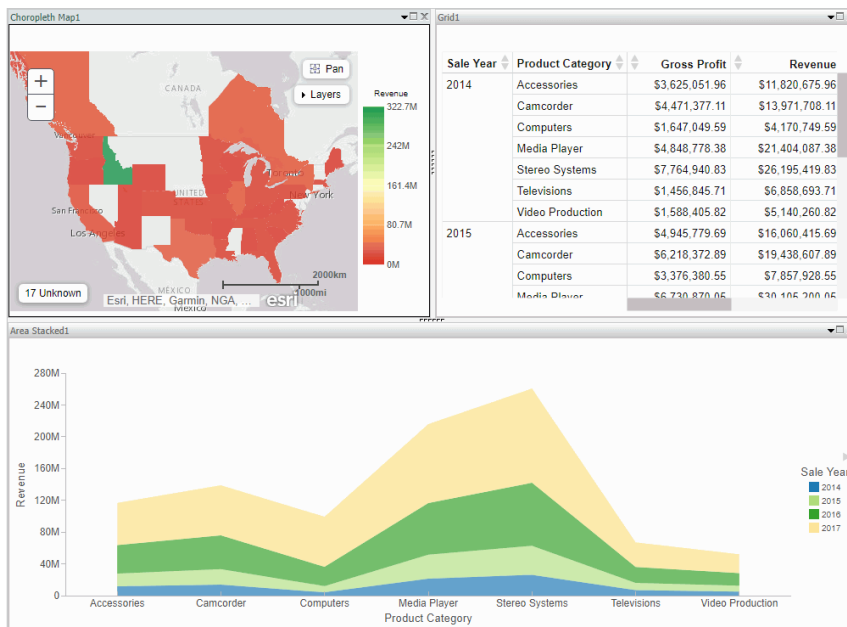 Choropleth Map1
+
−
Pan
Layers
CANADA
Vancouver
Toronto
UNITED
STATES
New York
San Francisco
Los Angeles
MÉXICO
Mexico
17 Unknown
2000km
1000mi
Esri, HERE, Garmin, NGA, ...
esri
Revenue
322.7M
242M
161.4M
80.7M
0M
Grid1
Sale Year Product Category Gross Profit Revenue
2014 Accessories $3,625,051.96 $11,820,675.96
Camcorder $4,471,377.11 $13,971,708.11
Computers $1,647,049.59 $4,170,749.59
Media Player $4,848,778.38 $21,404,087.38
Stereo Systems $7,764,940.83 $26,195,419.83
Televisions $1,456,845.71 $6,858,693.71
Video Production $1,588,405.82 $5,140,260.82
2015 Accessories $4,945,779.69 $16,060,415.69
Camcorder $6,218,372.89 $19,438,607.89
Computers $3,376,380.55 $7,857,928.55
Media Player
Area Stacked1
280M
240M
200M
160M
120M
80M
40M
0
Revenue
Accessories Camcorder Computers Media Player Stereo Systems Televisions Video Production
Product Category
Sale Year
2014
2015
2016
2017